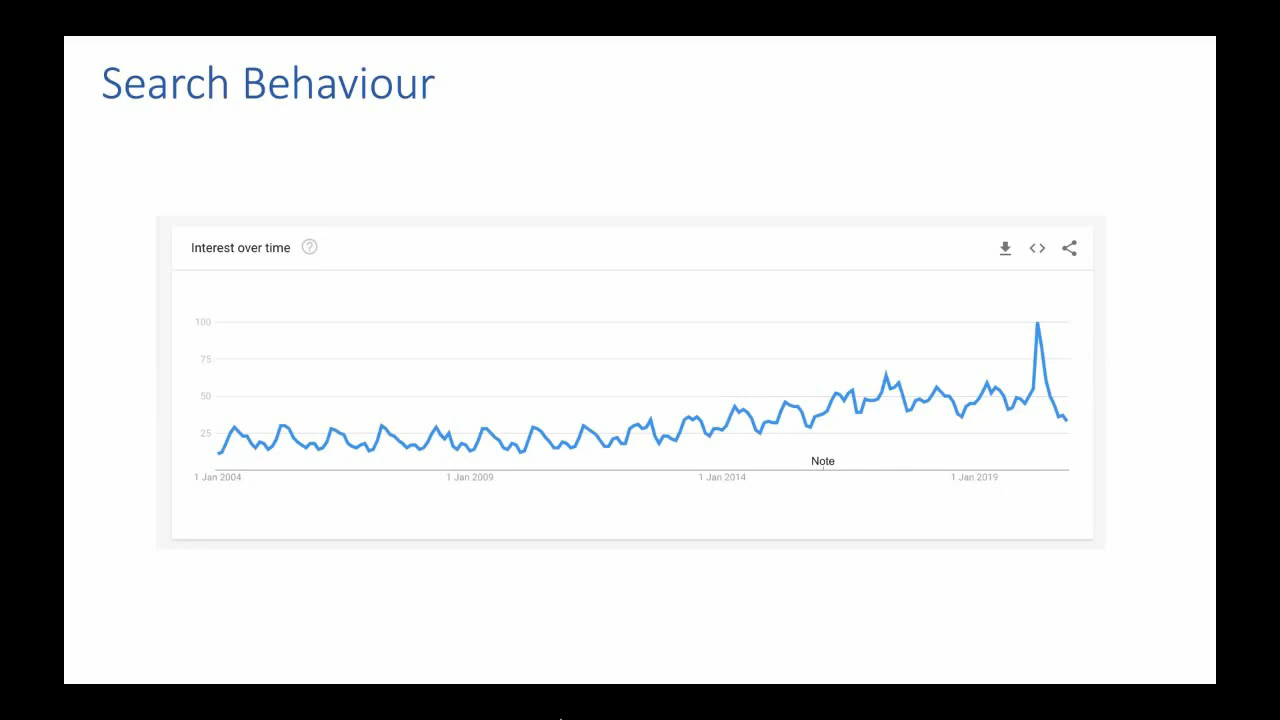 Search Behaviour
Interest over time ?
100
75
50
25
Note
1 Jan 2004 1 Jan 2009 1 Jan 2014 1 Jan 2019